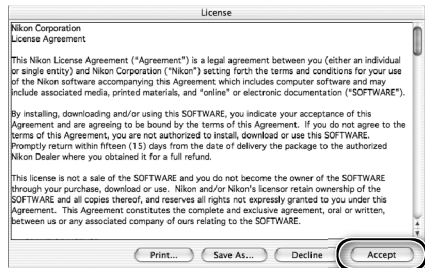 License
Nikon Corporation
License Agreement
This Nikon License Agreement ("Agreement") is a legal agreement between you (either an individual
or single entity) and Nikon Corporation ("Nikon") setting forth the terms and conditions for your use
of the Nikon software accompanying this Agreement which includes computer software and may
include associated media, printed materials, and "online" or electronic documentation ("SOFTWARE").
By installing, downloading and/or using this SOFTWARE, you indicate your acceptance of this
Agreement and are agreeing to be bound by the terms of this Agreement. If you do not agree to the
terms of this Agreement, you are not authorized to install, download or use this SOFTWARE.
Promptly return within fifteen (15) days from the date of delivery the package to the authorized
Nikon Dealer where you obtained it for a full refund.
This license is not a sale of the SOFTWARE and you do not become the owner of the SOFTWARE
through your purchase, download or use. Nikon and/or Nikon's licensor retain ownership of the
SOFTWARE and all copies thereof, and reserves all rights not expressly granted to you under this
Agreement. This Agreement constitutes the complete and exclusive agreement, oral or written,
between us or any associated company of ours relating to the SOFTWARE.
Print... Save As... Decline Accept